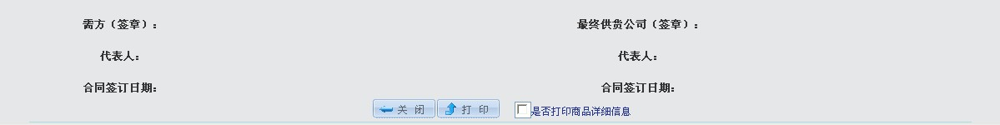 需方（签章）： 最终供货公司（签章）：
代表人： 代表人：
合同签订日期： 合同签订日期：
关 闭 打 印 是否打印商品详细信息